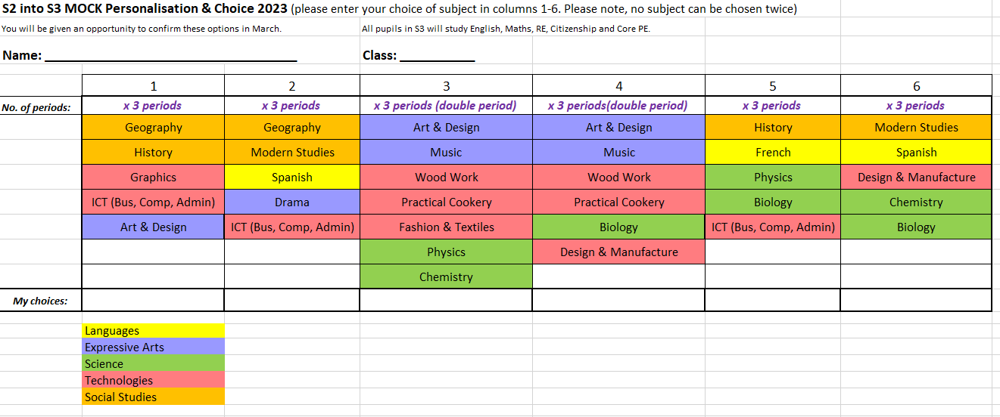 S2 into S3 MOCK Personalisation & Choice 2023 (please enter your choice of subject in columns 1-6. Please note, no subject can be chosen twice)
You will be given an opportunity to confirm these options in March. All pupils in S3 will study English, Maths, RE, Citizenship and Core PE.
Name: Class:
1 2 3 4 5 6
No. of periods: x 3 periods x 3 periods x 3 periods (double period) x 3 periods(double period) x 3 periods x 3 periods
Geography Geography Art & Design Art & Design History Modern Studies
History Modern Studies Music Music French Spanish
Graphics Spanish Wood Work Wood Work Physics Design & Manufacture
ICT (Bus, Comp, Admin) Drama Practical Cookery Practical Cookery Biology Chemistry
Art & Design ICT (Bus, Comp, Admin) Fashion & Textiles Biology ICT (Bus, Comp, Admin) Biology
Physics Design & Manufacture
Chemistry
My choices:
Languages
Expressive Arts
Science
Technologies
Social Studies